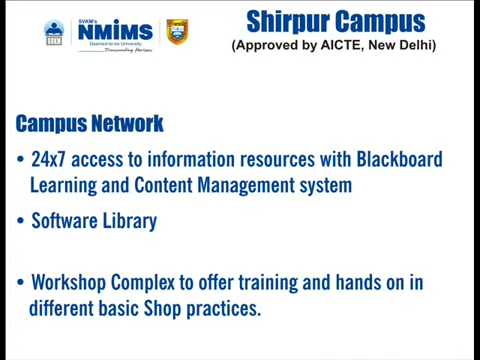 SVKM'S
NMIMS
Deemed to be University
Transcending Horizons
Shirpur Campus
(Approved by AICTE, New Delhi)
Campus Network
• 24x7 access to information resources with Blackboard
Learning and Content Management system
• Software Library
• Workshop Complex to offer training and hands on in
different basic Shop practices.